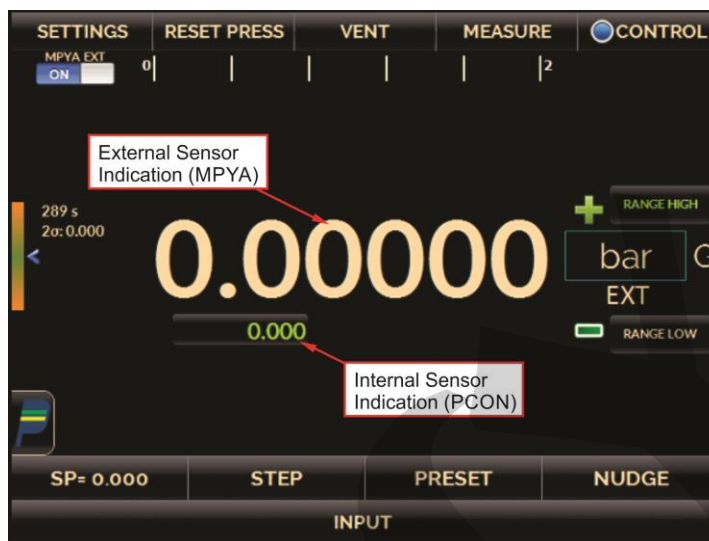 SETTINGS RESET PRESS VENT MEASURE CONTROL
MPYA EXT
ON
0 2
External Sensor
Indication (MPYA)
289 s
2σ: 0.000
<
0.00000
RANGE HIGH
bar G
EXT
0.000
RANGE LOW
Internal Sensor
Indication (PCON)
SP= 0.000 STEP PRESET NUDGE
INPUT